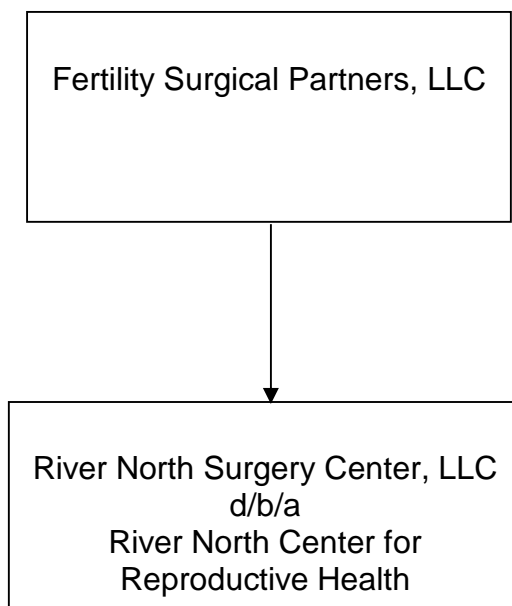 Fertility Surgical Partners, LLC
River North Surgery Center, LLC
d/b/a
River North Center for
Reproductive Health